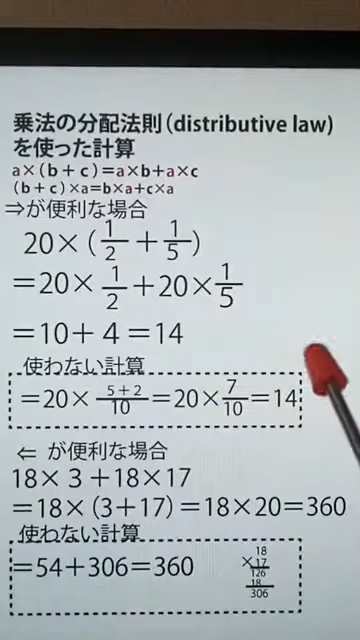 乗法の分配法則(distributive law)
を使った計算
a×(b+c)=a×b+a×c
(b+c)×a=b×a+c×a
⇒が便利な場合
20×(1/2+1/5)
=20×1/2+20×1/5
=10+4=14
使わない計算
=20×5+2/10=20×7/10=14
⇐ が便利な場合
18×3+18×17
=18×(3+17)=18×20=360
使わない計算
=54+306=360
18
×17
126
18
306